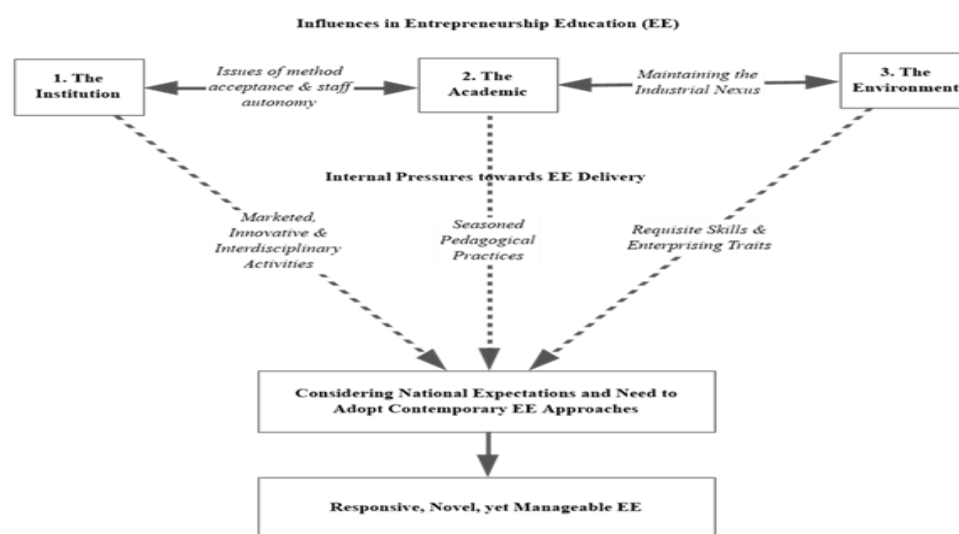 Influences in Entrepreneurship Education (EE)
1. The
Institution
Issues of method
acceptance & staff
autonomy
2. The
Academic
Maintaining the
Industrial Nexus
3. The
Environment
Internal Pressures towards EE Delivery
Marketed,
Innovative &
Interdisciplinary
Activities
Seasoned
Pedagogical
Practices
Requisite Skills &
Enterprising Traits
Considering National Expectations and Need to
Adopt Contemporary EE Approaches
Responsive, Novel, yet Manageable EE